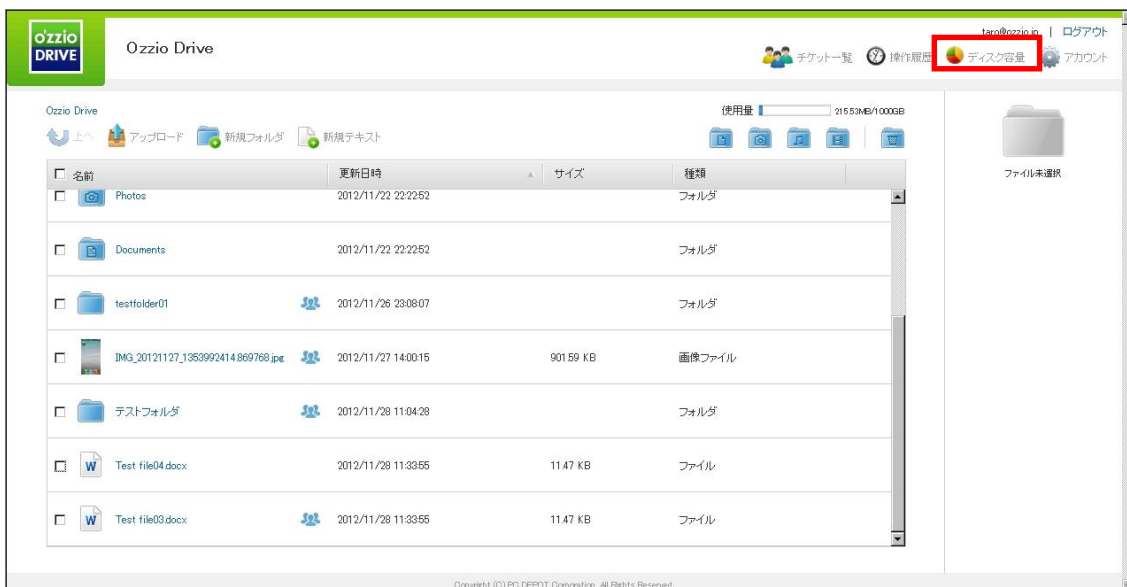 o'zzio
DRIVE
Ozzio Drive
taro@ozzio.in | ログアウト
チケット一覧 操作履歴 ディスク容量 アカウント
Ozzio Drive
使用量 215.53MB/1000GB
上へ アップロード 新規フォルダ 新規テキスト
名前 更新日時 サイズ 種類
ファイル未選択
Photos 2012/11/22 22:22:52 フォルダ
Documents 2012/11/22 22:22:52 フォルダ
testfolder01 2012/11/26 23:08:07 フォルダ
IMG_20121127_1353992414.869768.jpg 2012/11/27 14:00:15 901.59 KB 画像ファイル
テストフォルダ 2012/11/28 11:04:28 フォルダ
W Test file04.docx 2012/11/28 11:33:55 11.47 KB ファイル
W Test file03.docx 2012/11/28 11:33:55 11.47 KB ファイル
Copyright (C) PC DEPOT Corporation. All Rights Reserved.